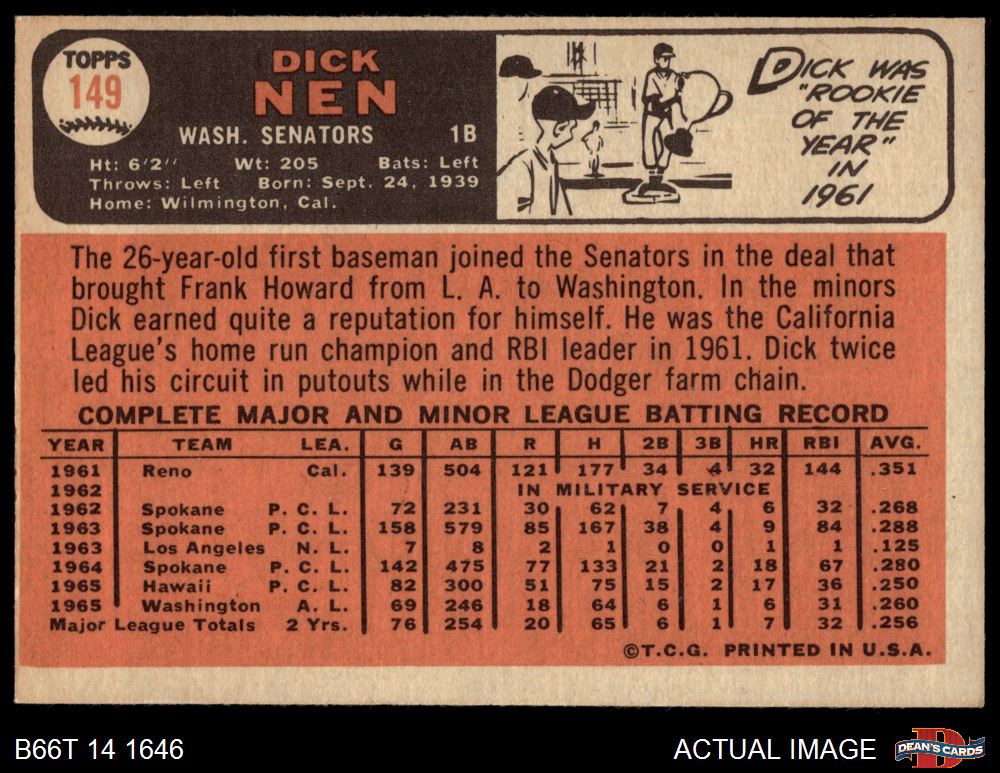 TOPPS
149
DICK
NEN
WASH. SENATORS 1B
Ht: 6'2'' Wt: 205 Bats: Left
Throws: Left Born: Sept. 24, 1939
Home: Wilmington, Cal.
DICK WAS
"ROOKIE
OF THE
YEAR"
IN
1961
The 26-year-old first baseman joined the Senators in the deal that
brought Frank Howard from L. A. to Washington. In the minors
Dick earned quite a reputation for himself. He was the California
League's home run champion and RBI leader in 1961. Dick twice
led his circuit in putouts while in the Dodger farm chain.
COMPLETE MAJOR AND MINOR LEAGUE BATTING RECORD
YEAR TEAM LEA. G AB R H 2B 3B HR RBI AVG.
1961 Reno Cal. 139 504 121 177 34 4 32 144 .351
1962 IN MILITARY SERVICE
1962 Spokane P. C. L. 72 231 30 62 7 4 6 32 .268
1963 Spokane P. C. L. 158 579 85 167 38 4 9 84 .288
1963 Los Angeles N. L. 7 8 2 1 0 0 1 1 .125
1964 Spokane P. C. L. 142 475 77 133 21 2 18 67 .280
1965 Hawaii P. C. L. 82 300 51 75 15 2 17 36 .250
1965 Washington A. L. 69 246 18 64 6 1 6 31 .260
Major League Totals 2 Yrs. 76 254 20 65 6 1 7 32 .256
©T.C.G. PRINTED IN U.S.A.
B66T 14 1646 ACTUAL IMAGE DEAN'S CARDS